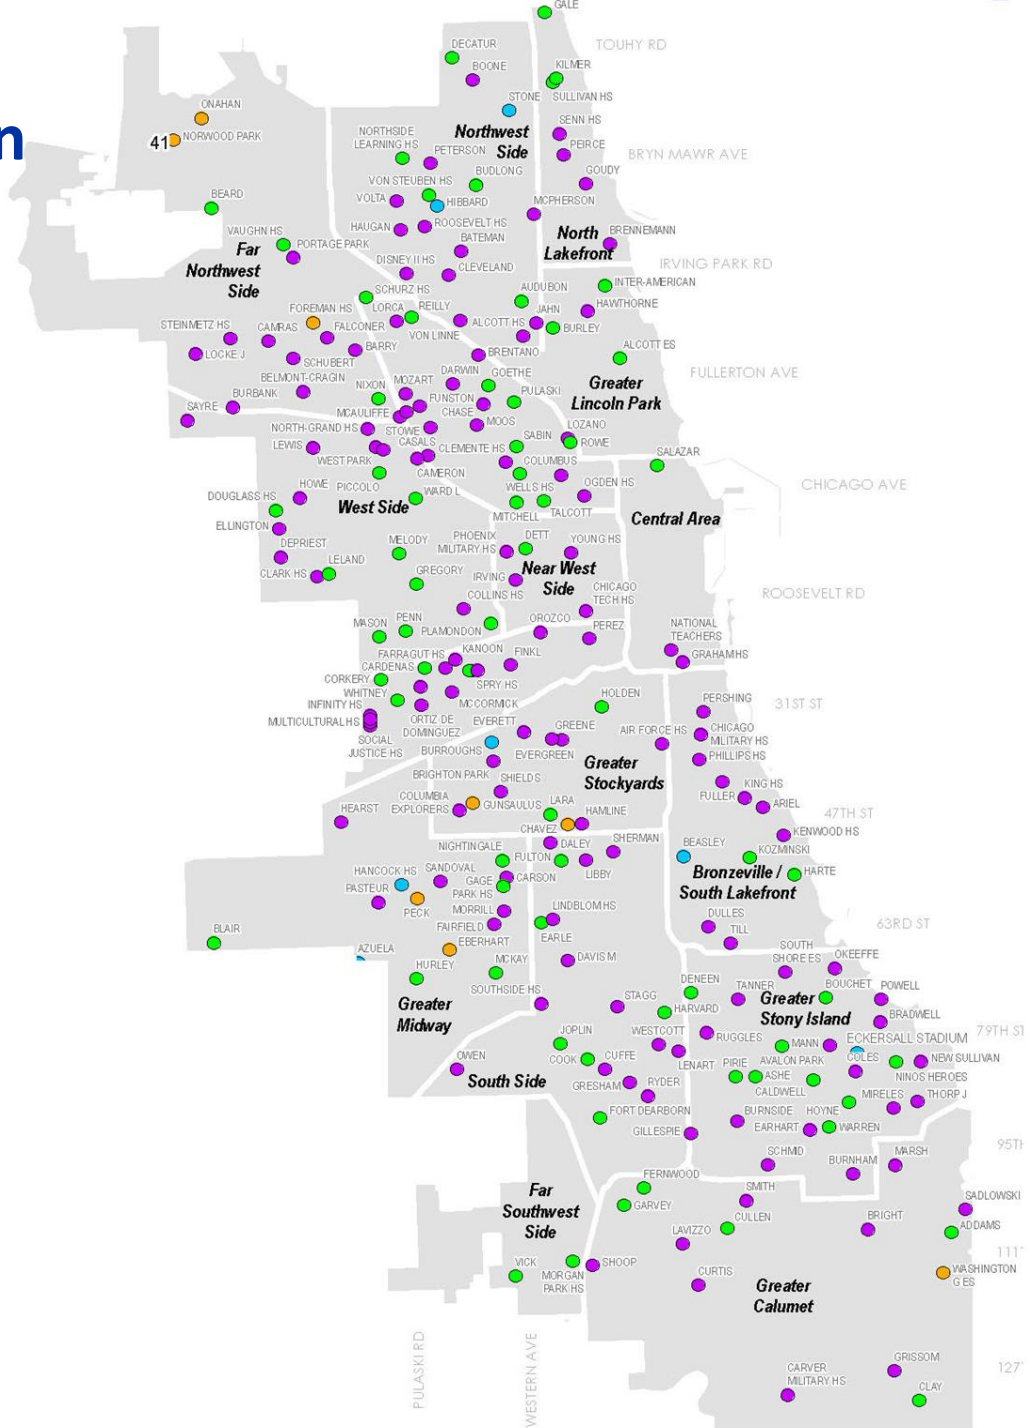 GALE
TOUHY RD
DECATUR
BOONE
KILMER
STONE
SULLIVAN HS
ONAHAN
n
41
NORWOOD PARK
NORTHSIDE
LEARNING HS
Northwest
Side
SENN HS
PETERSON
PEIRCE
BRYN MAWR AVE
BUDLONG
GOUDY
VON STEUBEN HS
BEARD
VOLTA
HIBBARD
MCPHERSON
VAUGHN HS
HAUGAN
ROOSEVELT HS
BRENNEMANN
PORTAGE PARK
BATEMAN
North
Lakefront
Far
Northwest
Side
DISNEY II HS
CLEVELAND
IRVING PARK RD
INTER-AMERICAN
SCHURZ HS
AUDUBON
FOREMAN HS
LORCA
REILLY
JAHN
HAWTHORNE
STEINMETZ HS
CAMRAS
FALCONER
ALCOTT HS
BURLEY
VON LINNE
LOCKE J
BARRY
BRENTANO
ALCOTT ES
SCHUBERT
FULLERTON AVE
BELMONT-CRAGIN
DARWIN
GOETHE
Greater
Lincoln Park
NIXON
MOZART
BURBANK
FUNSTON
PULASKI
SAYRE
MCAULIFFE
CHASE
NORTH-GRAND HS
STOWE
MOOS
LOZANO
SABIN
ROWE
LEWIS
CASALS
CLEMENTE HS
WEST PARK
COLUMBUS
SALAZAR
CAMERON
HOWE
PICCOLO
WELLS HS
OGDEN HS
CHICAGO AVE
DOUGLASS HS
WARD L
West Side
MITCHELL
TALCOTT
Central Area
ELLINGTON
PHOENIX
MILITARY HS
DETT
YOUNG HS
DEPRIEST
MELODY
CLARK HS
LELAND
Near West
Side
GREGORY
IRVING
CHICAGO
TECH HS
ROOSEVELT RD
COLLINS HS
MASON
PENN
OROZCO
PLAMONDON
PEREZ
NATIONAL
TEACHERS
FARRAGUT HS
KANOON
FINKL
GRAHAM HS
CARDENAS
CORKERY
SPRY HS
WHITNEY
HOLDEN
PERSHING
INFINITY HS
MCCORMICK
31ST ST
MULTICULTURAL HS
ORTIZ DE
DOMINGUEZ
EVERETT
GREENE
AIR FORCE HS
CHICAGO
MILITARY HS
SOCIAL
JUSTICE HS
BURROUGHS
EVERGREEN
PHILLIPS HS
Greater
Stockyards
BRIGHTON PARK
SHIELDS
FULLER
KING HS
COLUMBIA
EXPLORERS
GUNSAULUS
LARA
ARIEL
HEARST
HAMLINE
47TH ST
CHAVEZ
KENWOOD HS
DALEY
SHERMAN
NIGHTINGALE
FULTON
BEASLEY
KOZMINSKI
LIBBY
HANCOCK HS
SANDOVAL
GAGE
PARK HS
CARSON
Bronzeville /
South Lakefront
HARTE
PASTEUR
PECK
MORRILL
LINDBLOM HS
DULLES
63RD ST
FAIRFIELD
BLAIR
EARLE
TILL
AZUELA
EBERHART
DAVIS M
SOUTH
SHORE ES
OKEEFFE
HURLEY
MCKAY
SOUTHSIDE HS
DENEEN
TANNER
BOUCHET
POWELL
Greater
Midway
STAGG
HARVARD
Greater
Stony Island
BRADWELL
JOPLIN
WESTCOTT
RUGGLES
MANN
ECKERSALL STADIUM
79TH ST
OWEN
COOK
CUFFE
LENART
PIRIE
AVALON PARK
COLES
NEW SULLIVAN
South Side
GRESHAM
RYDER
ASHE
CALDWELL
NINOS HEROES
FORT DEARBORN
MIRELES
THORP J
BURNSIDE
HOYNE
GILLESPIE
EARHART
WARREN
95TH
SCHMID
BURNHAM
MARSH
FERNWOOD
Far
Southwest
Side
GARVEY
SMITH
SADLOWSKI
CULLEN
BRIGHT
ADDAMS
LAVIZZO
111T
VICK
MORGAN
PARK HS
SHOOP
CURTIS
WASHINGTON
G ES
Greater
Calumet
PULASKI RD
WESTERN AVE
GRISSOM
127
CARVER
MILITARY HS
CLAY